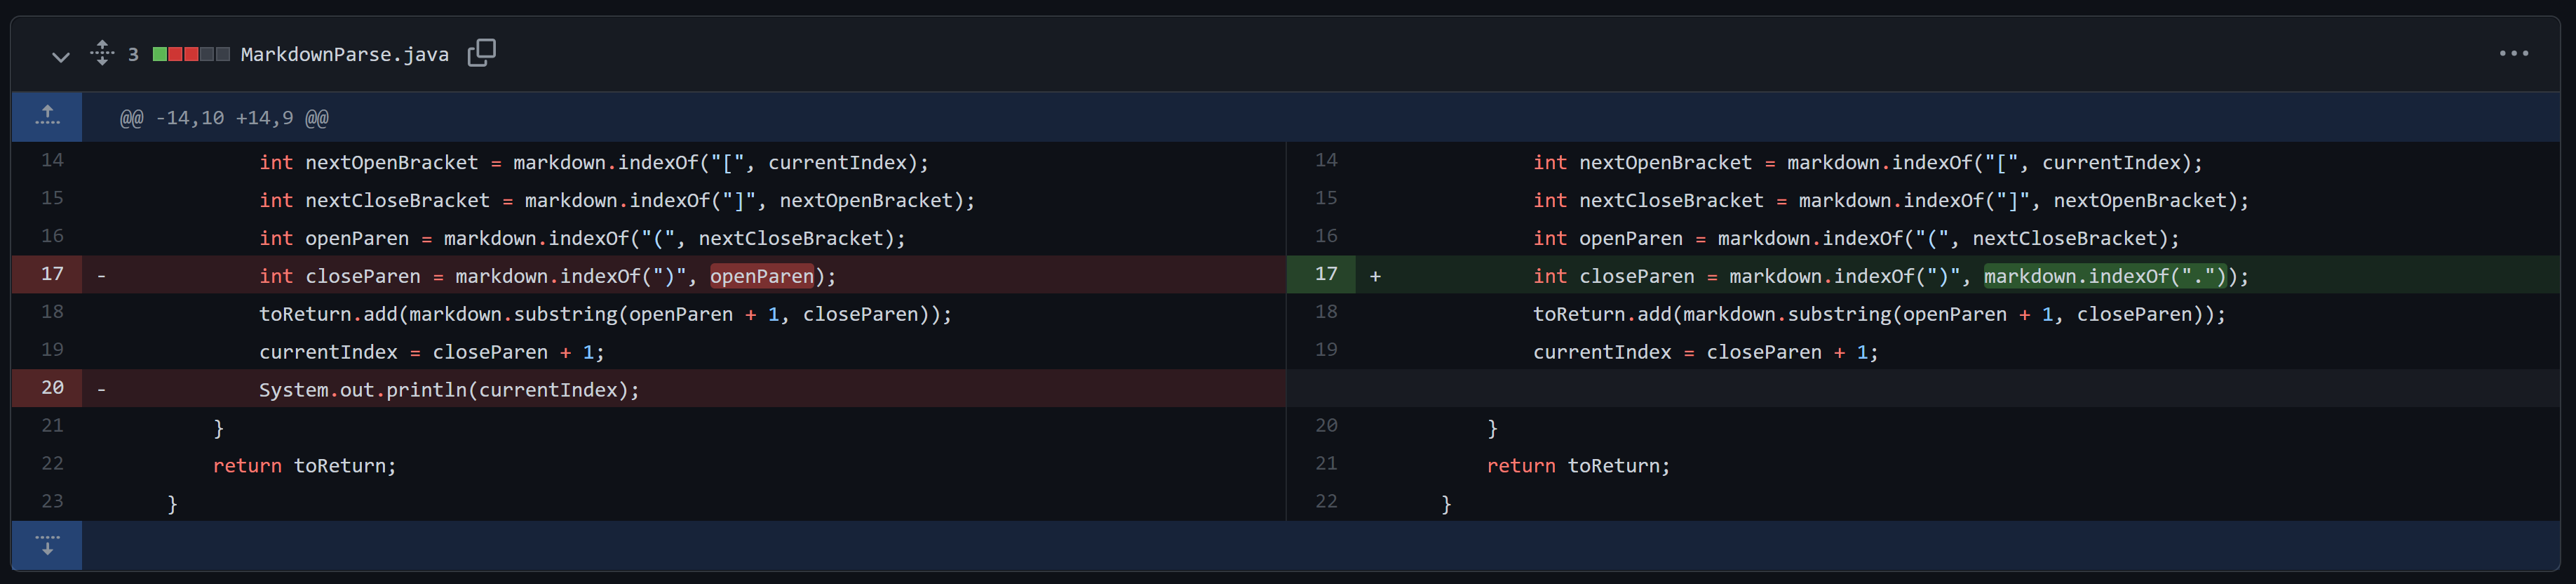 3 MarkdownParse.java
@@ -14,10 +14,9 @@
14 int nextOpenBracket = markdown.indexOf("[", currentIndex);
15 int nextCloseBracket = markdown.indexOf("]", nextOpenBracket);
16 int openParen = markdown.indexOf("(", nextCloseBracket);
17 - int closeParen = markdown.indexOf(")", openParen);
18 toReturn.add(markdown.substring(openParen + 1, closeParen));
19 currentIndex = closeParen + 1;
20 - System.out.println(currentIndex);
21 }
22 return toReturn;
23 }
14 int nextOpenBracket = markdown.indexOf("[", currentIndex);
15 int nextCloseBracket = markdown.indexOf("]", nextOpenBracket);
16 int openParen = markdown.indexOf("(", nextCloseBracket);
17 + int closeParen = markdown.indexOf(")", markdown.indexOf("."));
18 toReturn.add(markdown.substring(openParen + 1, closeParen));
19 currentIndex = closeParen + 1;
20 }
21 return toReturn;
22 }